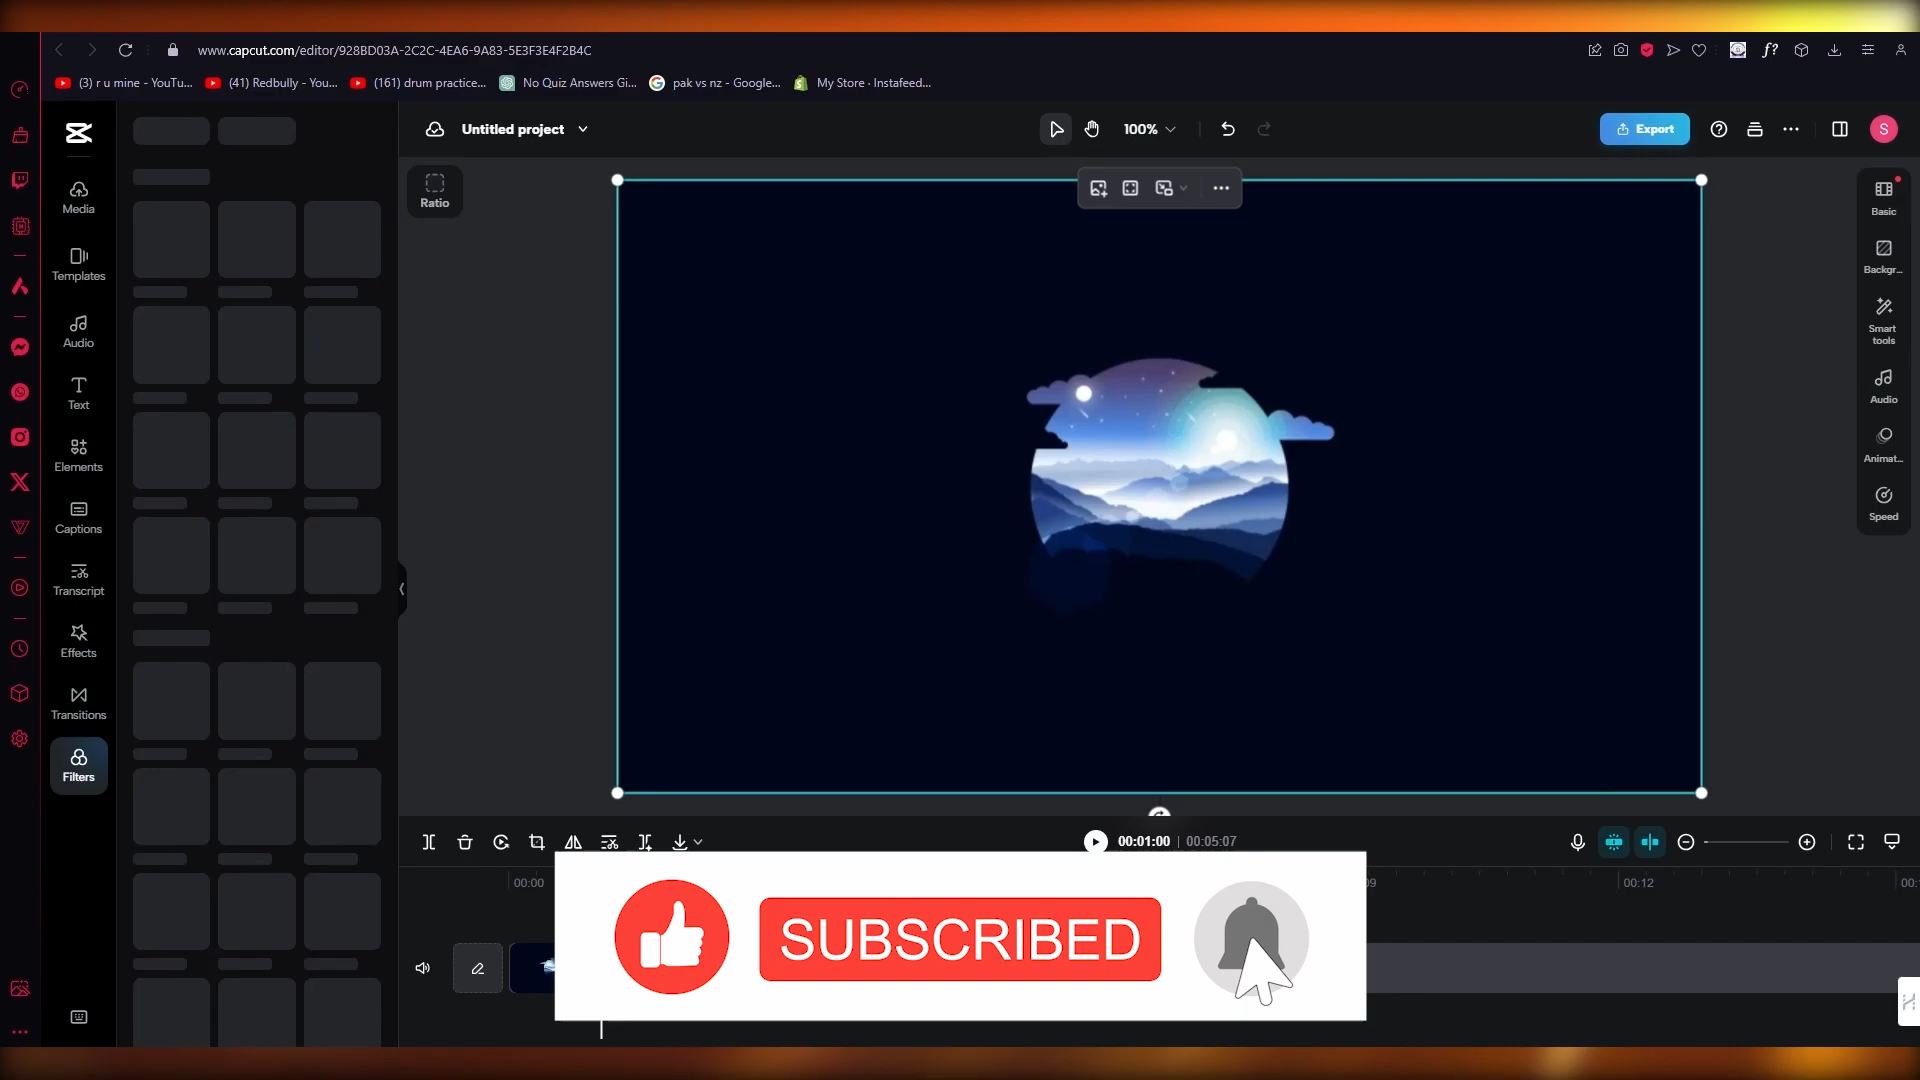 www.capcut.com/editor/928BD03A-2C2C-4EA6-9A83-5E3F3E4F2B4C
(3) r u mine - YouTu...
(41) Redbully - You...
(161) drum practice...
No Quiz Answers Gi...
pak vs nz - Google...
My Store · Instafeed...
Untitled project
100%
Export
S
Media
Templates
Audio
Text
Elements
Captions
Transcript
Effects
Transitions
Filters
Ratio
Basic
Backgr...
Smart
tools
Audio
Animat...
Speed
00:01:00 | 00:05:07
00:00
09
00:12
00:
SUBSCRIBED